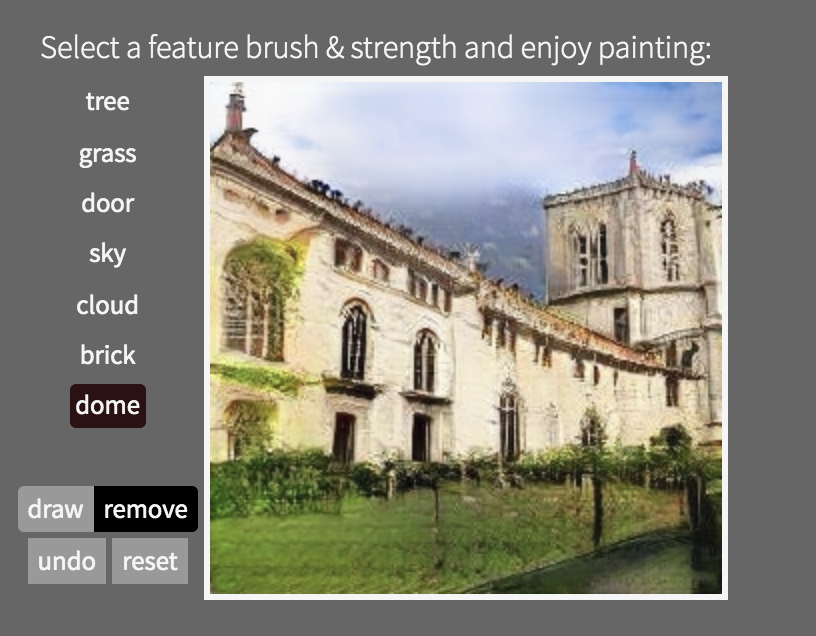 Select a feature brush & strength and enjoy painting:
tree
grass
door
sky
cloud
brick
dome
draw remove
undo reset